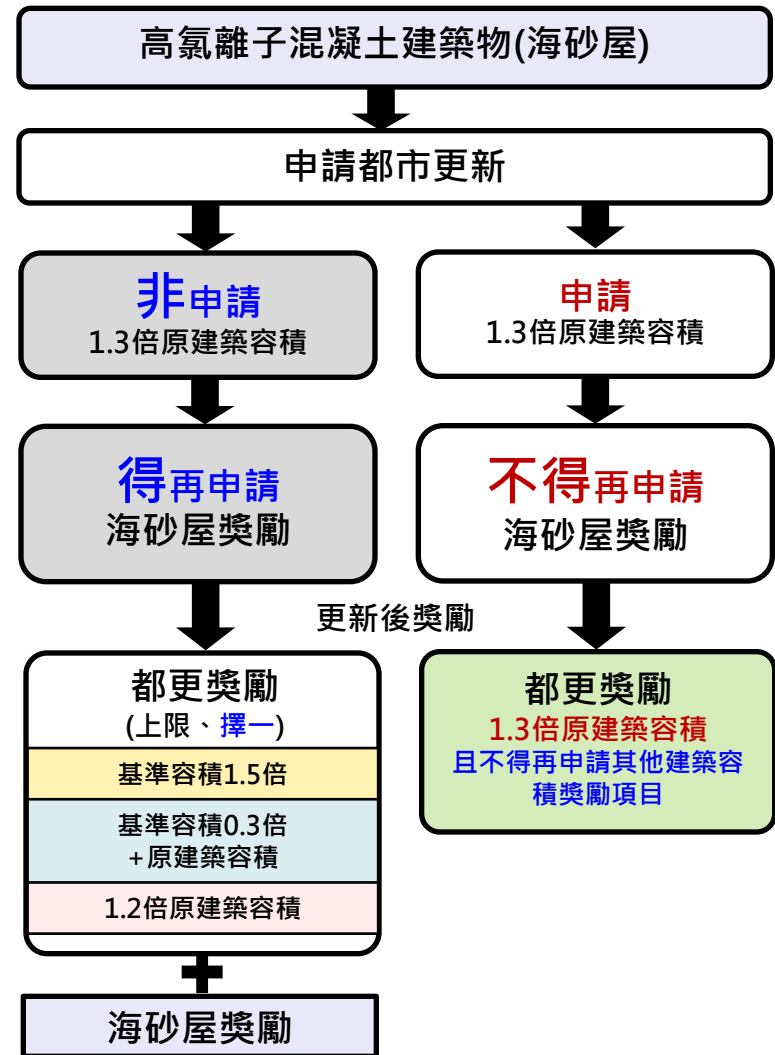 高氯離子混凝土建築物(海砂屋)
申請都市更新
非申請
1.3倍原建築容積
申請
1.3倍原建築容積
得再申請
海砂屋獎勵
不得再申請
海砂屋獎勵
更新後獎勵
都更獎勵
(上限、擇一)
基準容積1.5倍
基準容積0.3倍
+原建築容積
1.2倍原建築容積
都更獎勵
1.3倍原建築容積
且不得再申請其他建築容
積獎勵項目
海砂屋獎勵